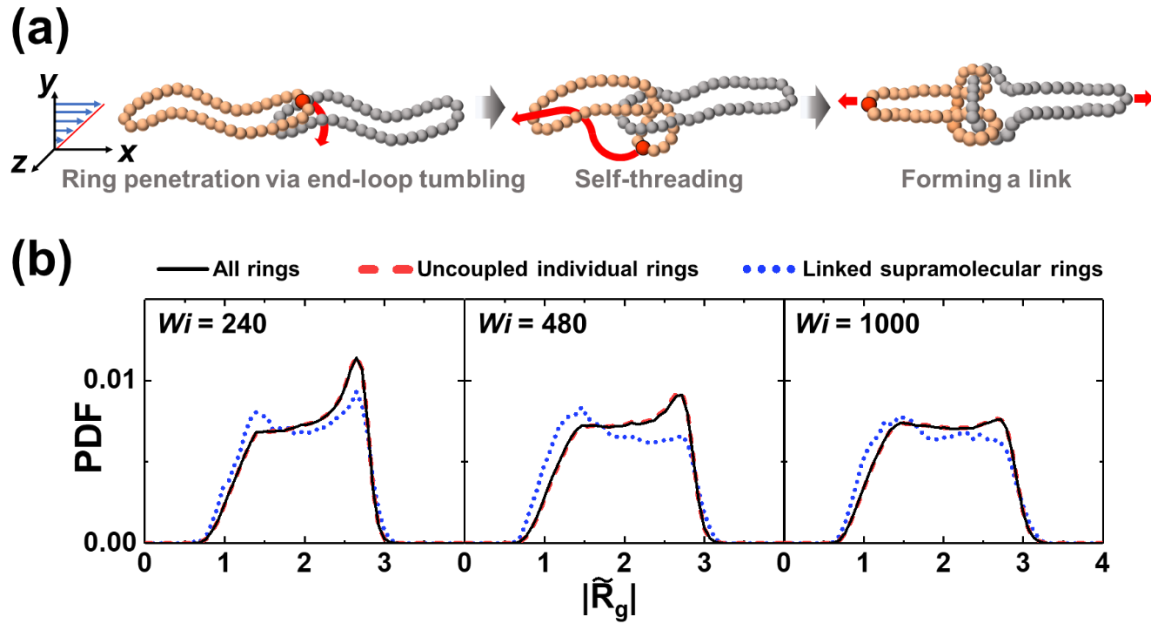 (a)
y
z
x
Ring penetration via end-loop tumbling
Self-threading
Forming a link
(b)
All rings
Uncoupled individual rings
Linked supramolecular rings
Wi = 240
Wi = 480
Wi = 1000
PDF
0.01
0.00
0 1 2 3 0 1 2 3 0 1 2 3 4
|R̃g|